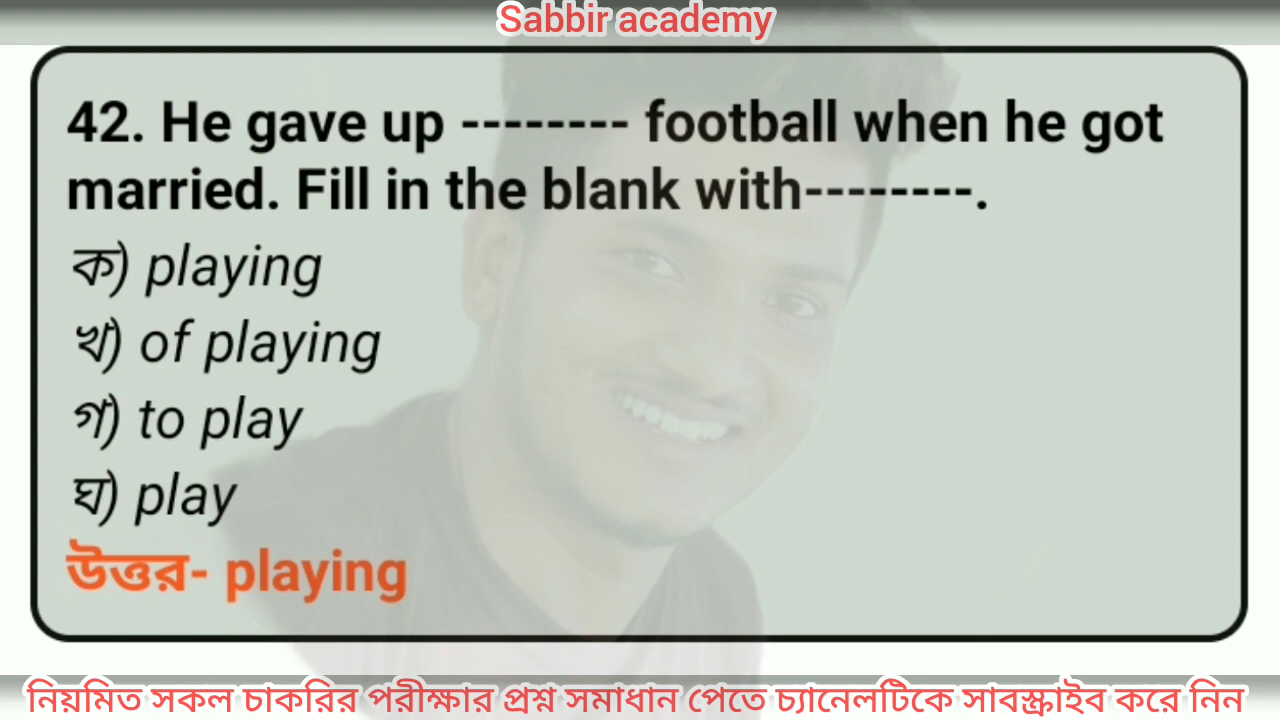 Sabbir academy
42. He gave up -------- football when he got
married. Fill in the blank with--------.
ক) playing
খ) of playing
গ) to play
ঘ) play
উত্তর- playing
নিয়মিত সকল চাকরির পরীক্ষার প্রশ্ন সমাধান পেতে চ্যানেলটিকে সাবস্ক্রাইব করে নিন